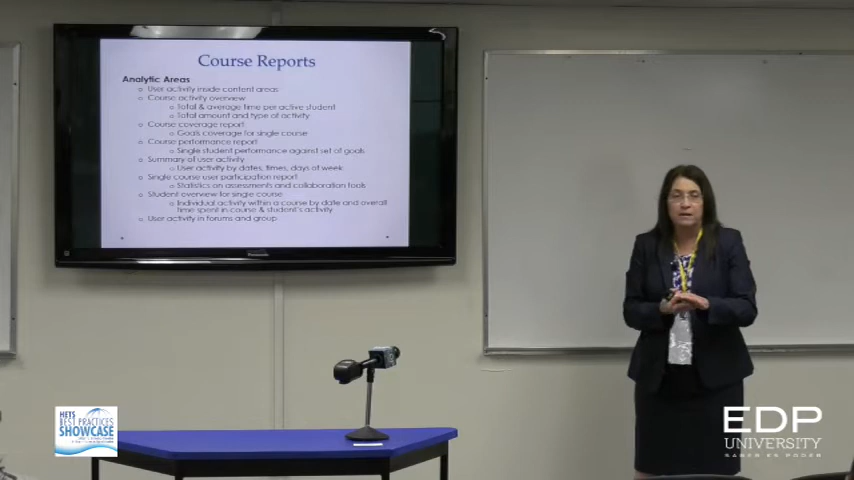 Course Reports
Analytic Areas
User activity inside content areas
Course activity overview
Total & average time per active student
Total amount and type of activity
Course coverage report
Goals coverage for single course
Course performance report
Single student performance against set of goals
Summary of user activity
User activity by dates, times, days of week
Single course user participation report
Statistics on assessments and collaboration tools
Student overview for single course
Individual activity within a course by date and overall
time spent in course & student's activity
User activity in forums and group
Panasonic
HETS
BEST PRACTICES
SHOWCASE
EDP
UNIVERSITY
SABER ES PODER